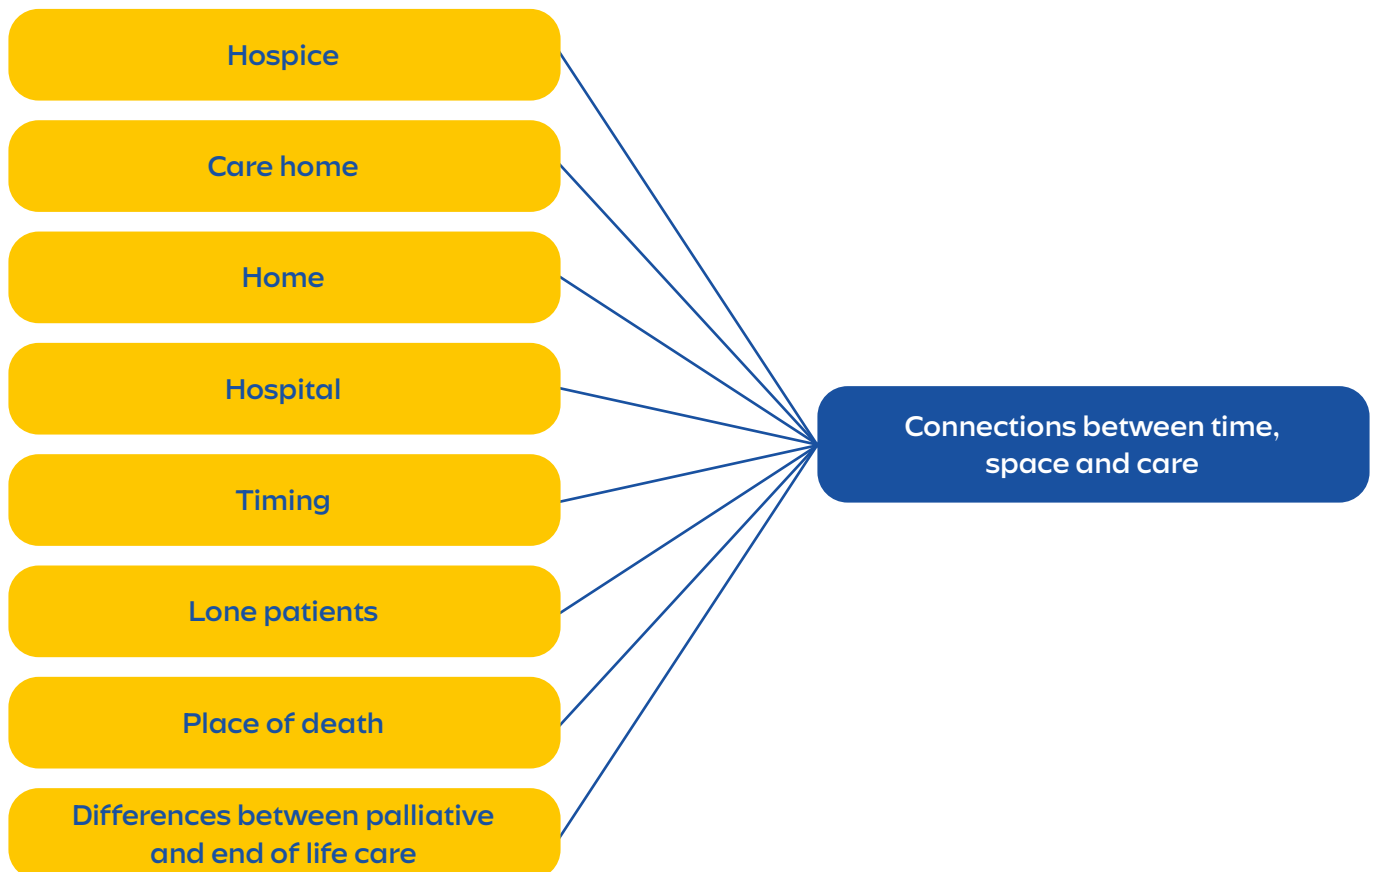 Hospice
Care home
Home
Hospital
Timing
Lone patients
Place of death
Differences between palliative
and end of life care
Connections between time,
space and care